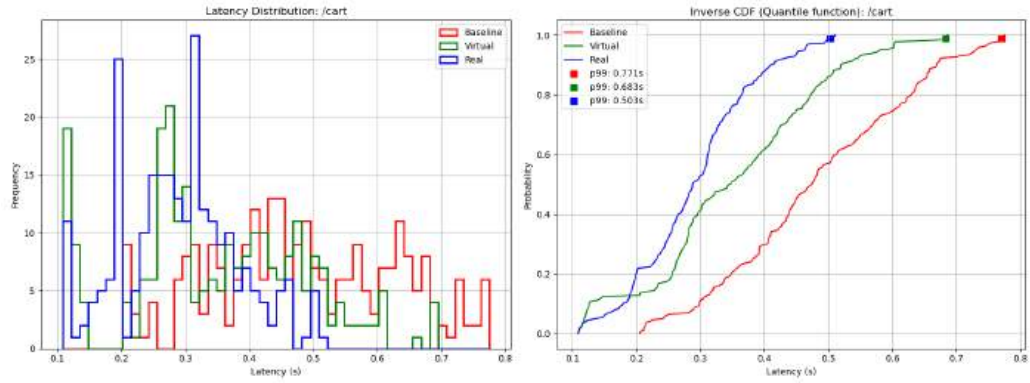 Latency Distribution: /cart
Baseline
Virtual
Real
25
20
15
10
5
0
Frequency
0.1 0.2 0.3 0.4 0.5 0.6 0.7 0.8
Latency (s)
Inverse CDF (Quantile function): /cart
Baseline
Virtual
Real
p99: 0.771s
p99: 0.683s
p99: 0.503s
1.0
0.8
0.6
0.4
0.2
0.0
Probability
0.1 0.2 0.3 0.4 0.5 0.6 0.7 0.8
Latency (s)